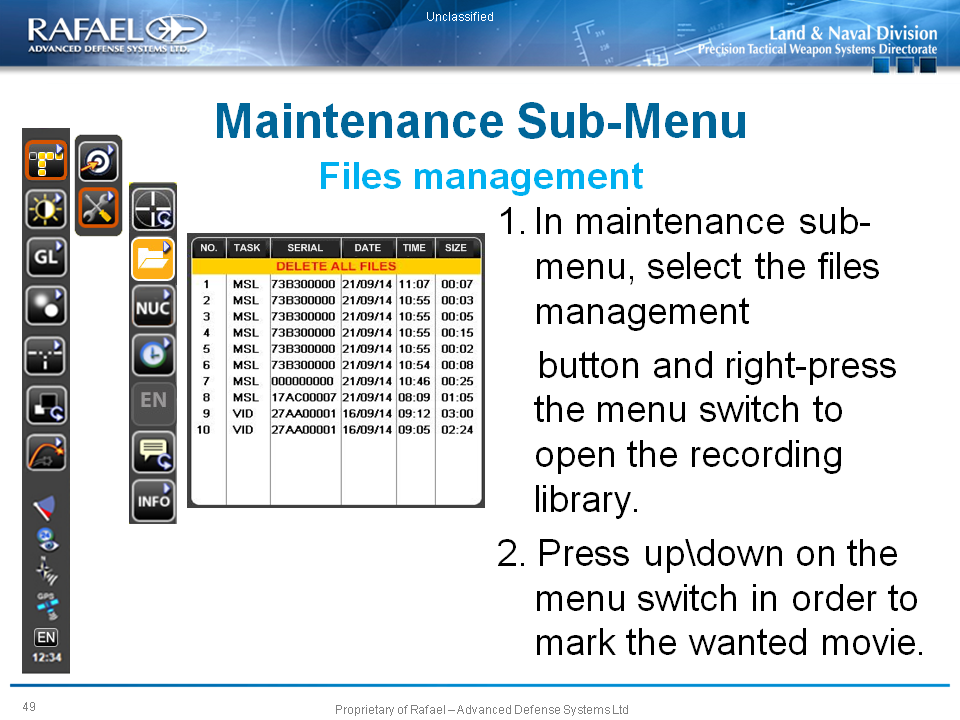 Unclassified
RAFAEL
ADVANCED DEFENSE SYSTEMS LTD.
Land & Naval Division
Precision Tactical Weapon Systems Directorate
Maintenance Sub-Menu
Files management
GL
NUC
EN
INFO
GPS
EN
12:34
NO. TASK SERIAL DATE TIME SIZE
DELETE ALL FILES
1 MSL 73B300000 21/09/14 11:07 00:07
2 MSL 73B300000 21/09/14 10:55 00:03
3 MSL 73B300000 21/09/14 10:55 00:05
4 MSL 73B300000 21/09/14 10:55 00:15
5 MSL 73B300000 21/09/14 10:55 00:02
6 MSL 73B300000 21/09/14 10:54 00:08
7 MSL 000000000 21/09/14 10:46 00:25
8 MSL 17AC00007 21/09/14 08:09 01:05
9 VID 27AA00001 16/09/14 09:12 03:00
10 VID 27AA00001 16/09/14 09:05 02:24
1. In maintenance sub-
menu, select the files
management
button and right-press
the menu switch to
open the recording
library.
2. Press up\down on the
menu switch in order to
mark the wanted movie.
49
Proprietary of Rafael – Advanced Defense Systems Ltd